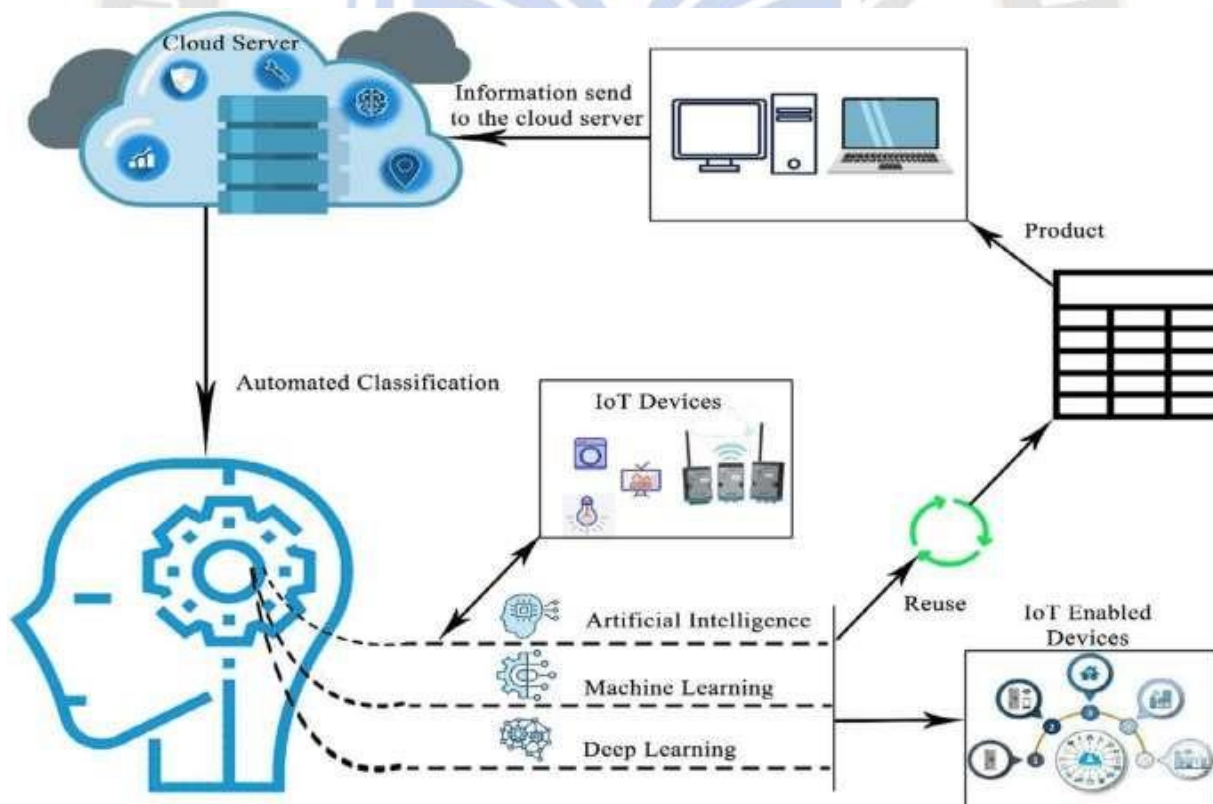 Cloud Server
Information send
to the cloud server
Product
Automated Classification
IoT Devices
Artificial Intelligence
Machine Learning
Deep Learning
Reuse
IoT Enabled
Devices